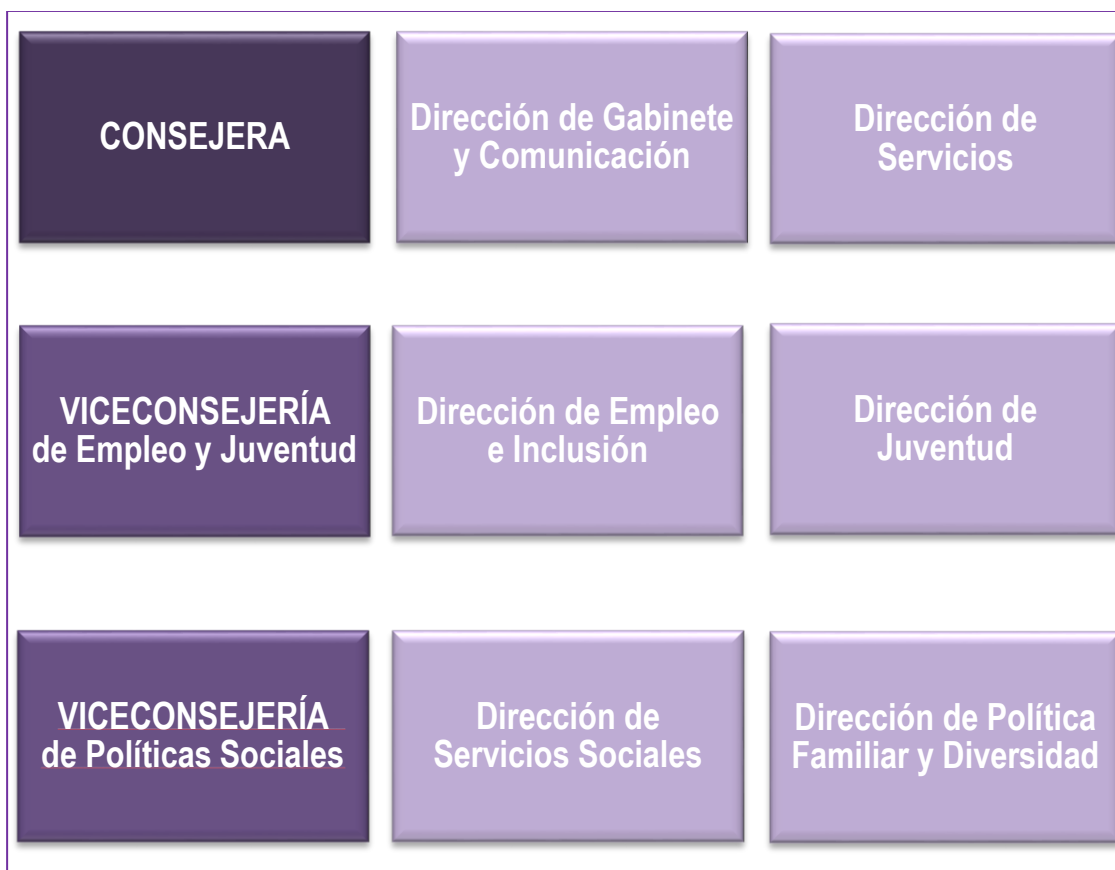 CONSEJERA
Dirección de Gabinete
y Comunicación
Dirección de
Servicios
VICECONSEJERÍA
de Empleo y Juventud
Dirección de Empleo
e Inclusión
Dirección de
Juventud
VICECONSEJERÍA
de Políticas Sociales
Dirección de
Servicios Sociales
Dirección de Política
Familiar y Diversidad